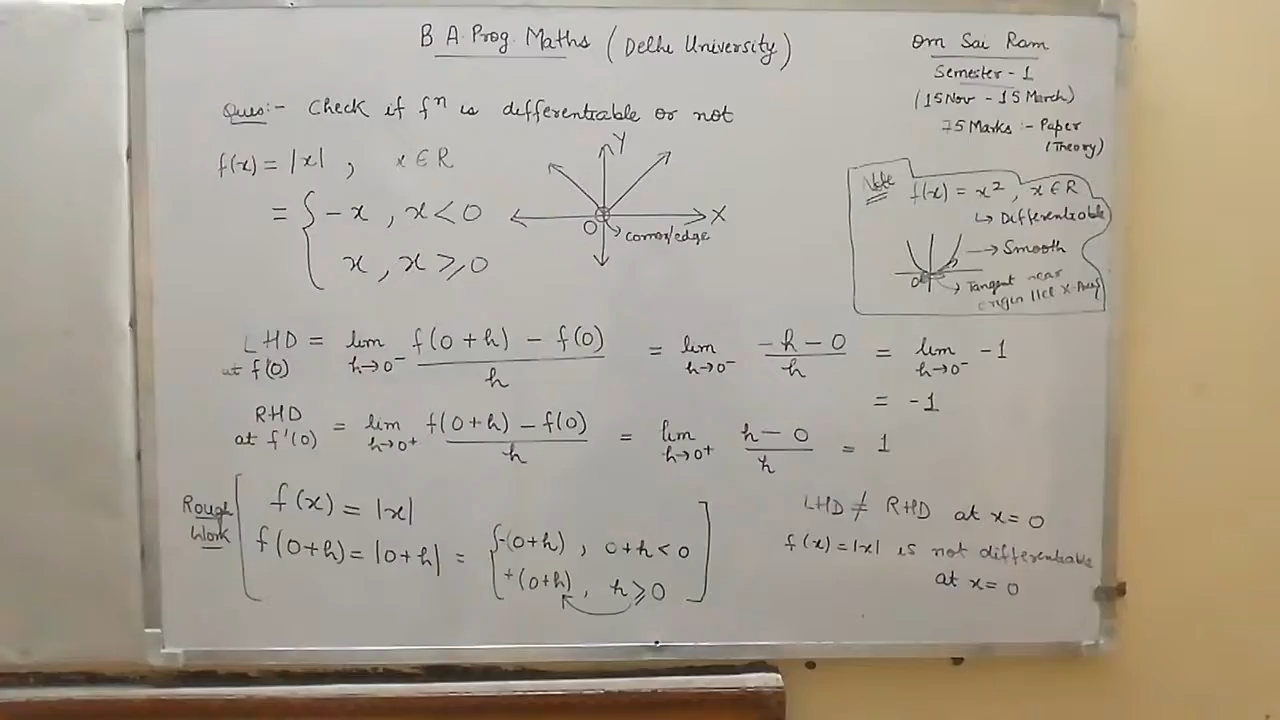 B A. Prog. Maths (Delhi University)
Om Sai Ram
Semester - 1
(15 Nov - 15 March)
75 Marks :- Paper
(Theory)
Ques:- Check if fⁿ is differentiable or not
f(x) = |x| , x ∈ R
= { -x , x < 0
x , x ≥ 0
Y
X
O
corner/edge
Note
f(x) = x², x ∈ R
↳ Differentiable
→ Smooth
O
→ Tangent near
origin llel X-Axis
LHD at f'(0) = lim h→0⁻ f(0+h) - f(0) / h = lim h→0⁻ -h-0 / h = lim h→0⁻ -1
= -1
RHD at f'(0) = lim h→0⁺ f(0+h) - f(0) / h = lim h→0⁺ h-0 / h = 1
Rough Work
f(x) = |x|
f(0+h) = |0+h| = { -(0+h) , 0+h < 0
+(0+h) , h ≥ 0
LHD ≠ RHD at x = 0
f(x) = |x| is not differentiable
at x = 0